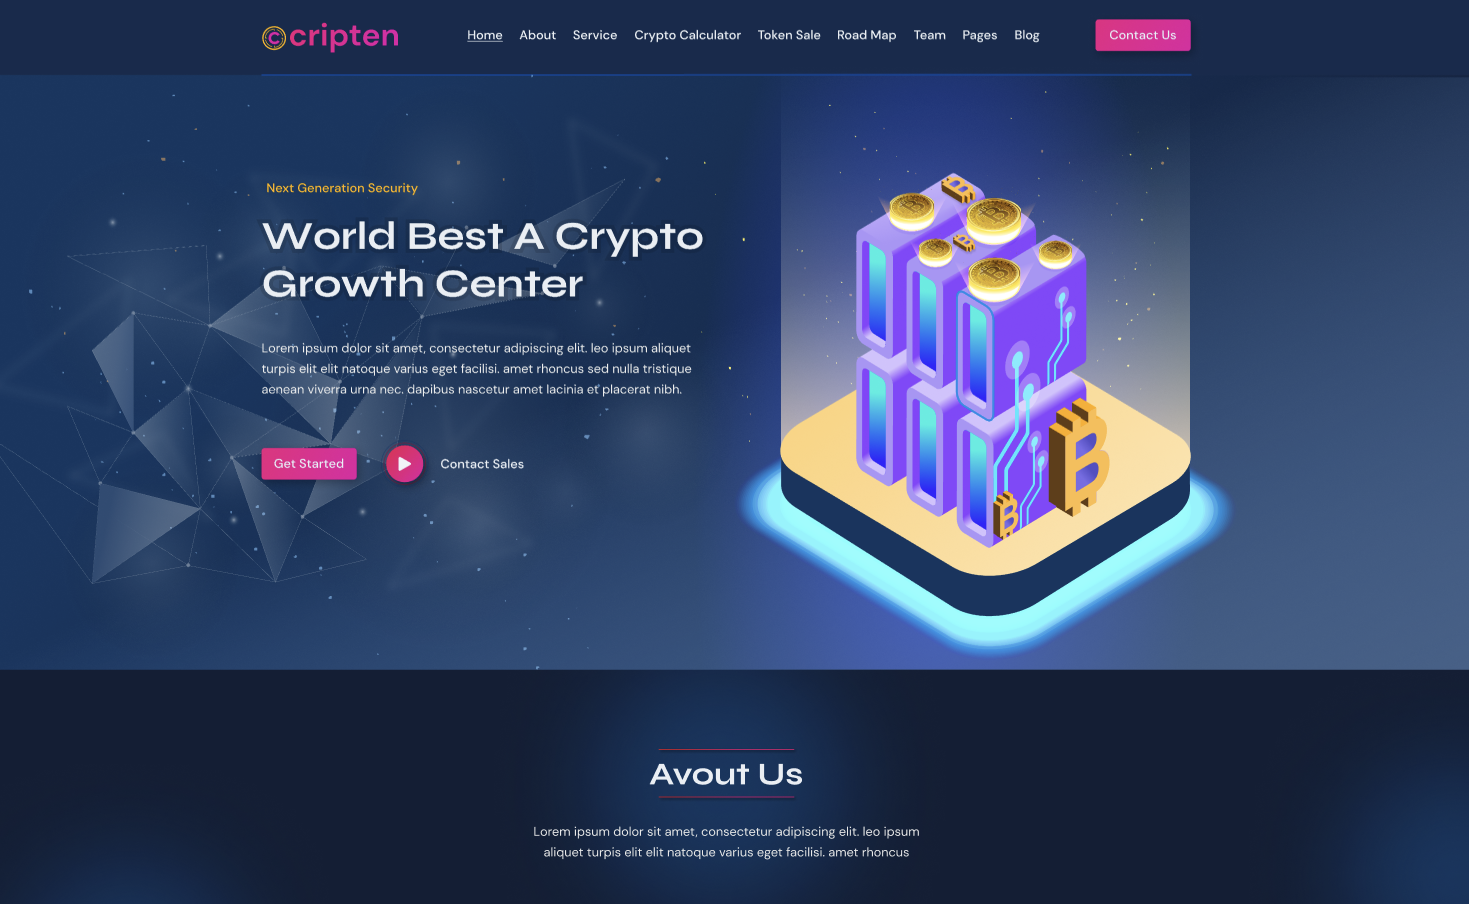 cripten
Home About Service Crypto Calculator Token Sale Road Map Team Pages Blog
Contact Us
Next Generation Security
World Best A Crypto
Growth Center
Lorem ipsum dolor sit amet, consectetur adipiscing elit. leo ipsum aliquet
turpis elit elit natoque varius eget facilisi. amet rhoncus sed nulla tristique
aenean viverra urna nec. dapibus nascetur amet lacinia et placerat nibh.
Get Started
Contact Sales
Avout Us
Lorem ipsum dolor sit amet, consectetur adipiscing elit. leo ipsum
aliquet turpis elit elit natoque varius eget facilisi. amet rhoncus